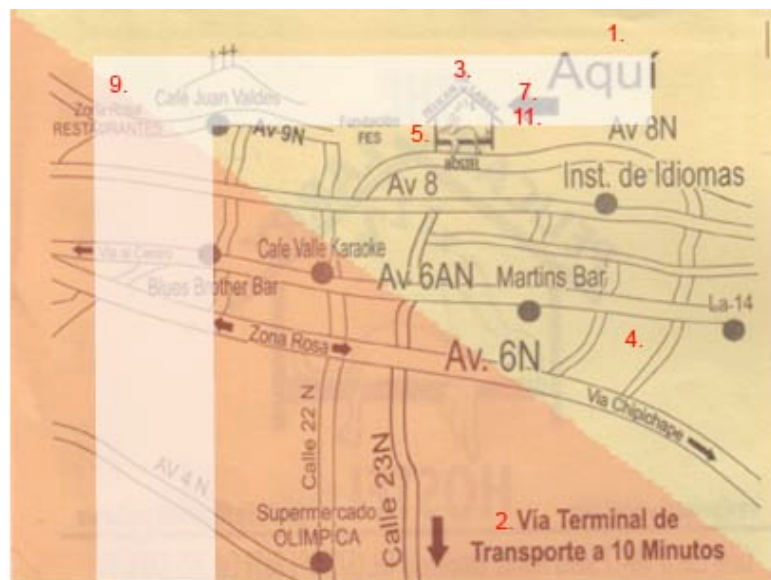 1.
Aquí
3.
7.
9.
Café Juan Valdes
11.
Zona Rosa
RESTAURANTES
Av 9N
Fundación
FES
5.
Av 8N
Inst. de Idiomas
Av 8
Cafe Valle Karaoke
Via al Centro
Av 6AN
Martins Bar
Blues Brother Bar
La-14
4.
Zona Rosa
Av. 6N
Via Chipichape
Calle 22 N
Calle 23N
AV 4 N
Supermercado
OLIMPICA
2. Vía Terminal de
Transporte a 10 Minutos